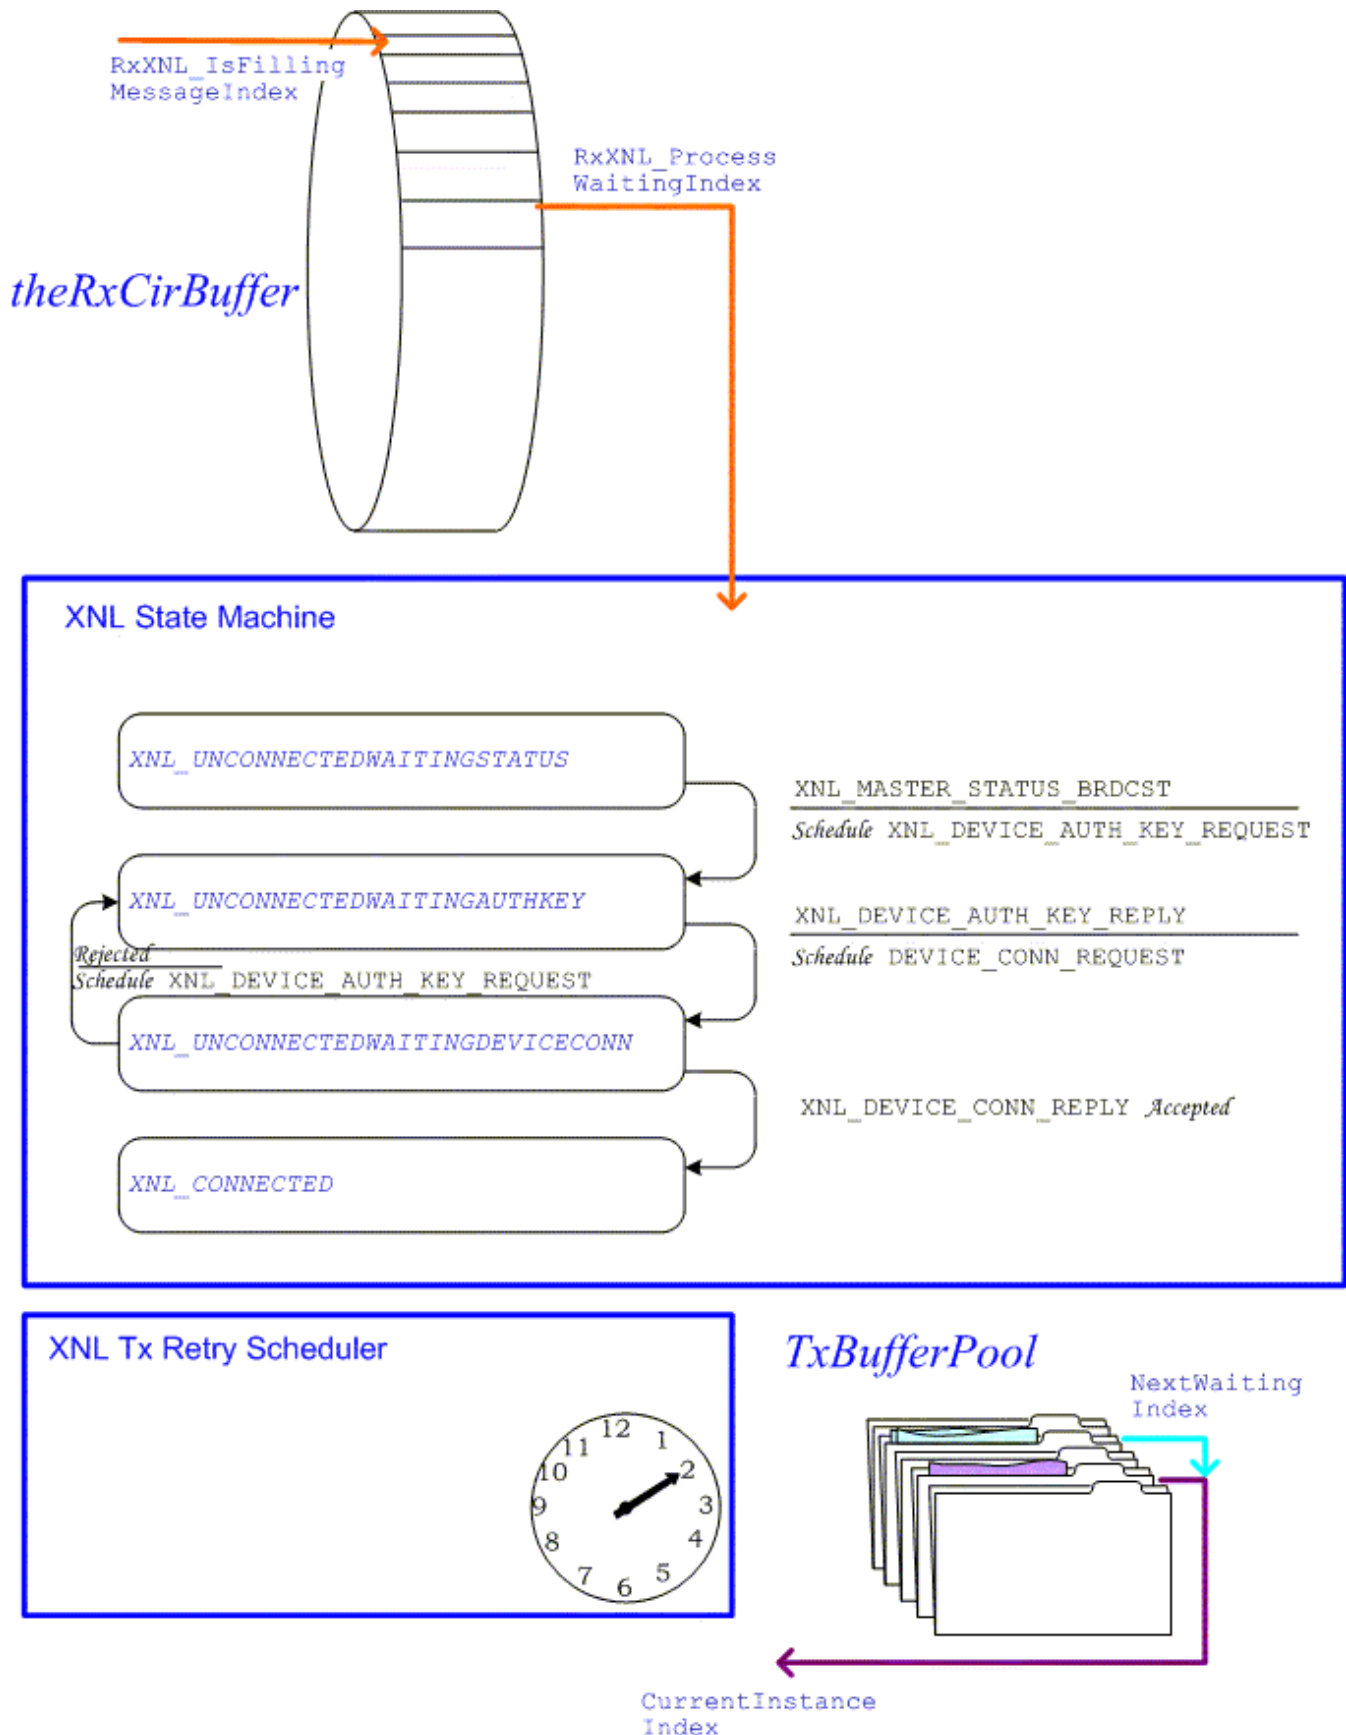 RxXNL_IsFilling
MessageIndex
RxXNL_Process
WaitingIndex
theRxCirBuffer
XNL State Machine
XNL_UNCONNECTEDWAITINGSTATUS
XNL_MASTER_STATUS_BRDCST
Schedule XNL_DEVICE_AUTH_KEY_REQUEST
XNL_UNCONNECTEDWAITINGAUTHKEY
XNL_DEVICE_AUTH_KEY_REPLY
Schedule DEVICE_CONN_REQUEST
Rejected
Schedule XNL_DEVICE_AUTH_KEY_REQUEST
XNL_UNCONNECTEDWAITINGDEVICECONN
XNL_DEVICE_CONN_REPLY Accepted
XNL_CONNECTED
XNL Tx Retry Scheduler
12
1
2
3
4
5
6
7
8
9
10
11
TxBufferPool
NextWaiting
Index
CurrentInstance
Index